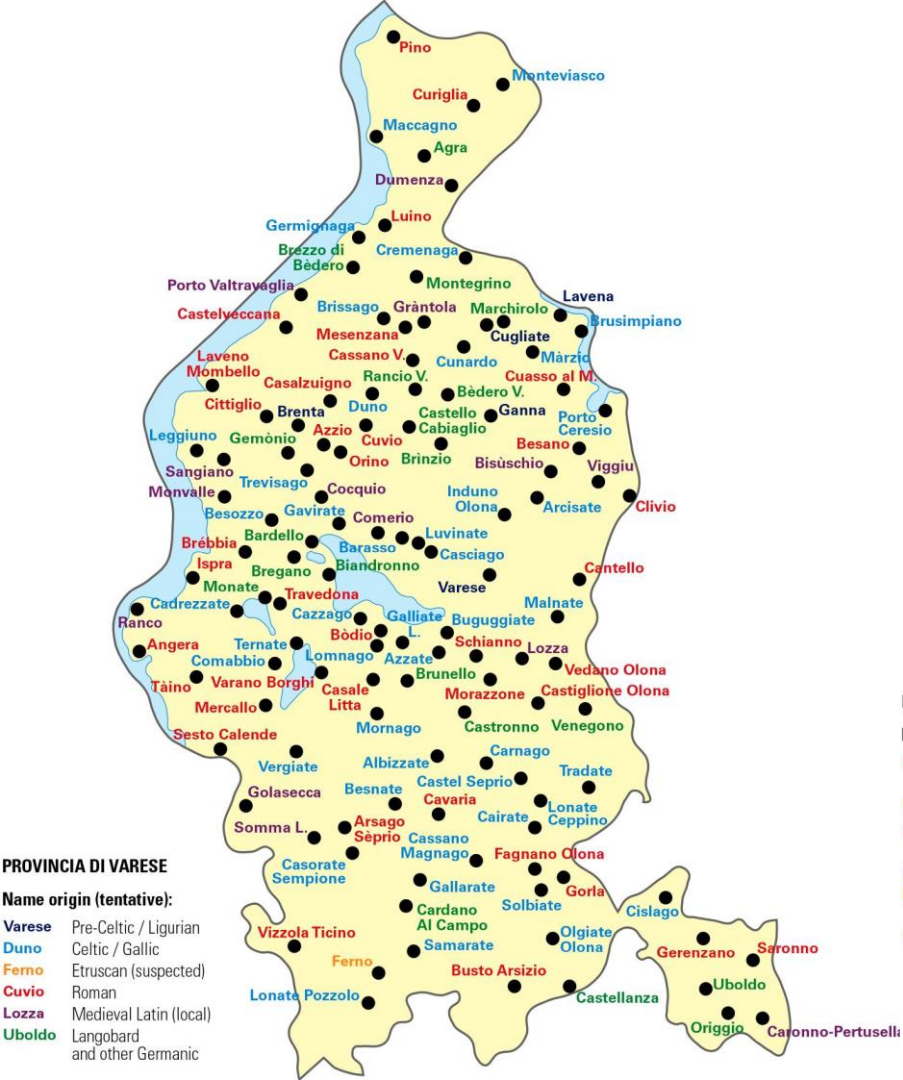 Pino
Monteviasco
Curiglia
Maccagno
Agra
Dumenza
Luino
Germignaga
Brezzo di
Bèdero
Cremenaga
Montegrino
Porto Valtravaglia
Lavena
Castelveccana
Brissago
Gràntola
Marchirolo
Brusimpiano
Mesenzana
Cugliate
Cassano V.
Cunardo
Màrzio
Laveno
Mombello
Rancio V.
Cuasso al M.
Casalzuigno
Bèdero V.
Cittiglio
Duno
Brenta
Castello
Cabiaglio
Ganna
Porto
Ceresio
Leggiuno
Gemònio
Azzio
Cuvio
Besano
Orino
Brìnzio
Bisùschio
Viggiu
Sangiano
Trevisago
Monvalle
Cocquio
Induno
Olona
Arcisate
Clivio
Besozzo
Gavirate
Comerio
Brébbia
Bardello
Barasso
Luvinate
Casciago
Ispra
Bregano
Biandronno
Cantello
Monate
Travedona
Varese
Cadrezzate
Cazzago
Galliate
L.
Buguggiate
Malnate
Ranco
Bòdio
Angera
Ternate
Lomnago
Schianno
Lozza
Comabbio
Azzate
Vedano Olona
Tàino
Varano Borghi
Casale
Litta
Brunello
Morazzone
Castiglione Olona
Mercallo
Mornago
Castronno
Venegono
Sesto Calende
Vergiate
Albizzate
Carnago
Castel Seprio
Tradate
Golasecca
Besnate
Cavaria
Cairate
Lonate
Ceppino
Somma L.
Arsago
Sèprio
Cassano
Magnago
Casorate
Sempione
Fagnano Olona
Gallarate
Gorla
Solbiate
Cislago
Cardano
Al Campo
Vizzola Ticino
Samarate
Olgiate
Olona
Gerenzano
Saronno
Ferno
Busto Arsizio
Lonate Pozzolo
Castellanza
Uboldo
Origgio
Caronno-Pertusella
PROVINCIA DI VARESE
Name origin (tentative):
Varese Pre-Celtic / Ligurian
Duno Celtic / Gallic
Ferno Etruscan (suspected)
Cuvio Roman
Lozza Medieval Latin (local)
Uboldo Langobard
and other Germanic